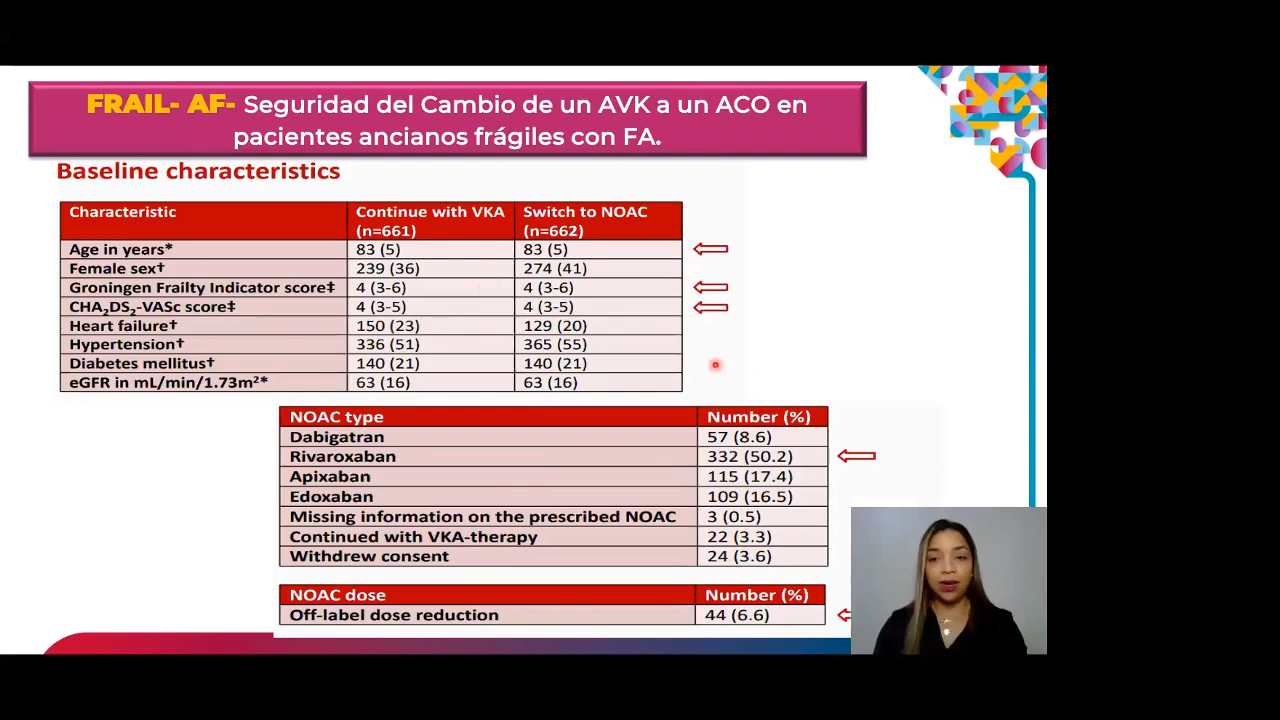 FRAIL- AF- Seguridad del Cambio de un AVK a un ACO en
pacientes ancianos frágiles con FA.
Baseline characteristics
Characteristic Continue with VKA (n=661) Switch to NOAC (n=662)
Age in years* 83 (5) 83 (5)
Female sex† 239 (36) 274 (41)
Groningen Frailty Indicator score‡ 4 (3-6) 4 (3-6)
CHA₂DS₂-VASc score‡ 4 (3-5) 4 (3-5)
Heart failure† 150 (23) 129 (20)
Hypertension† 336 (51) 365 (55)
Diabetes mellitus† 140 (21) 140 (21)
eGFR in mL/min/1.73m²* 63 (16) 63 (16)
NOAC type Number (%)
Dabigatran 57 (8.6)
Rivaroxaban 332 (50.2)
Apixaban 115 (17.4)
Edoxaban 109 (16.5)
Missing information on the prescribed NOAC 3 (0.5)
Continued with VKA-therapy 22 (3.3)
Withdrew consent 24 (3.6)
NOAC dose Number (%)
Off-label dose reduction 44 (6.6)